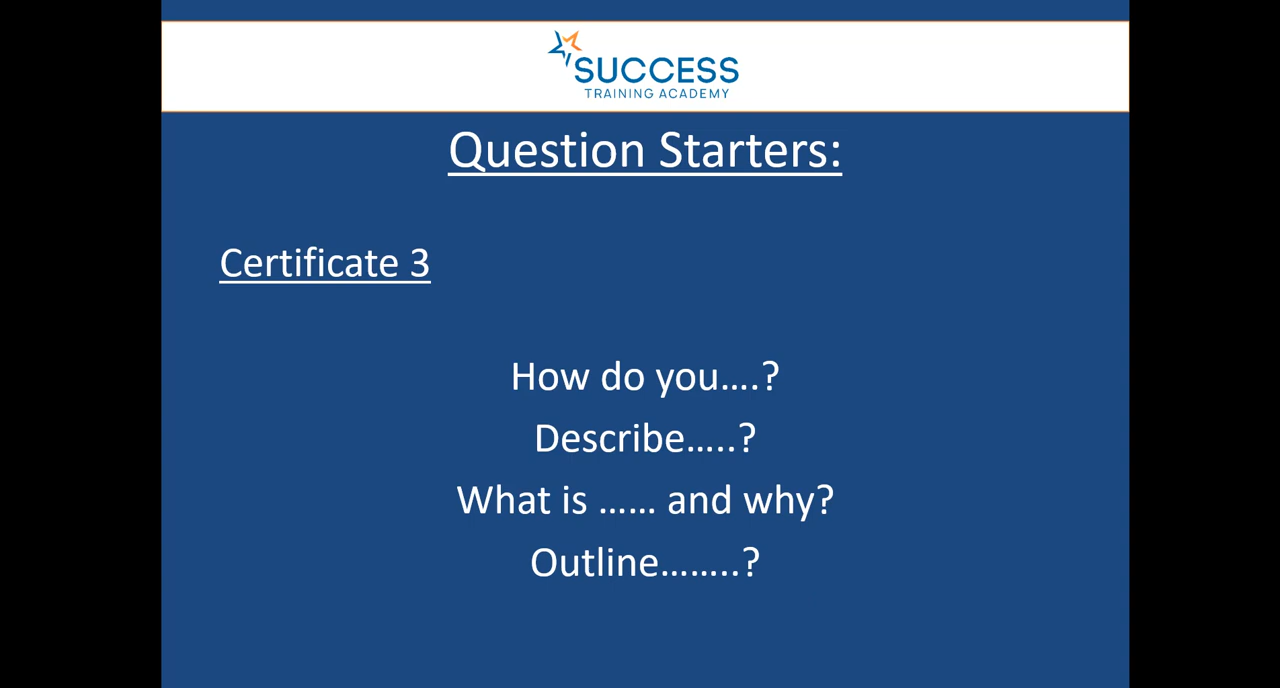 SUCCESS
TRAINING ACADEMY
Question Starters:
Certificate 3
How do you….?
Describe…..?
What is …… and why?
Outline……..?